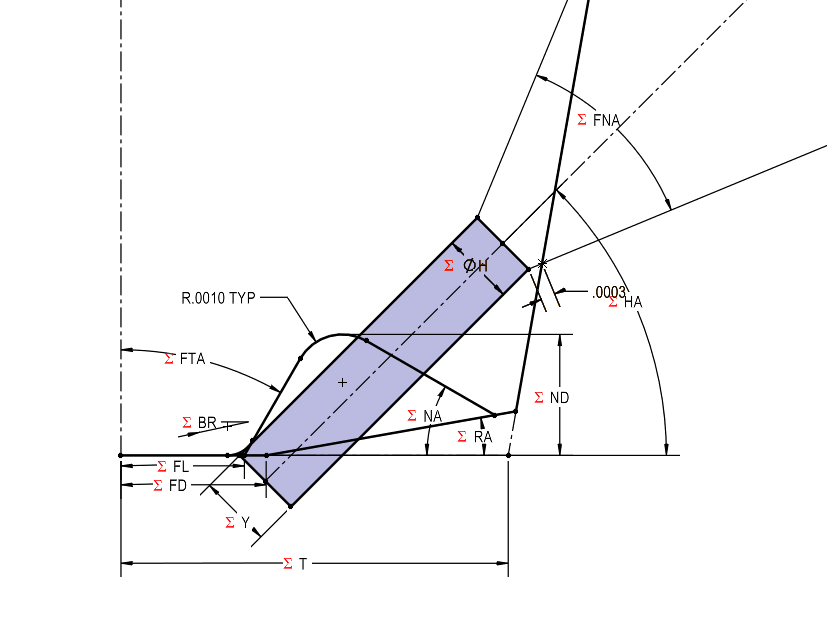 Σ FNA
Σ ØH
.0003
Σ HA
R.0010 TYP
Σ FTA
Σ ND
Σ NA
Σ BR
Σ RA
Σ FL
Σ FD
Σ Y
Σ T